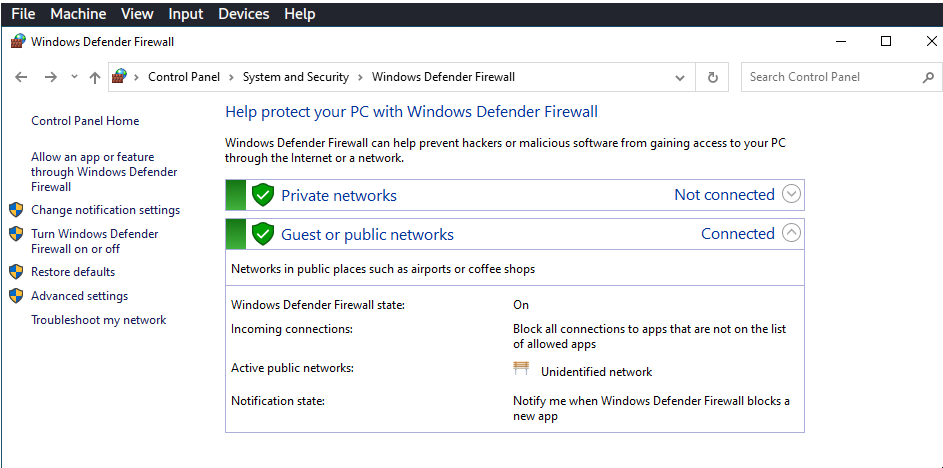 File Machine View Input Devices Help
Windows Defender Firewall
Control Panel System and Security Windows Defender Firewall
Search Control Panel
Control Panel Home
Allow an app or feature
through Windows Defender
Firewall
Change notification settings
Turn Windows Defender
Firewall on or off
Restore defaults
Advanced settings
Troubleshoot my network
Help protect your PC with Windows Defender Firewall
Windows Defender Firewall can help prevent hackers or malicious software from gaining access to your PC
through the Internet or a network.
Private networks Not connected
Guest or public networks Connected
Networks in public places such as airports or coffee shops
Windows Defender Firewall state: On
Incoming connections: Block all connections to apps that are not on the list
of allowed apps
Active public networks: Unidentified network
Notification state: Notify me when Windows Defender Firewall blocks a
new app